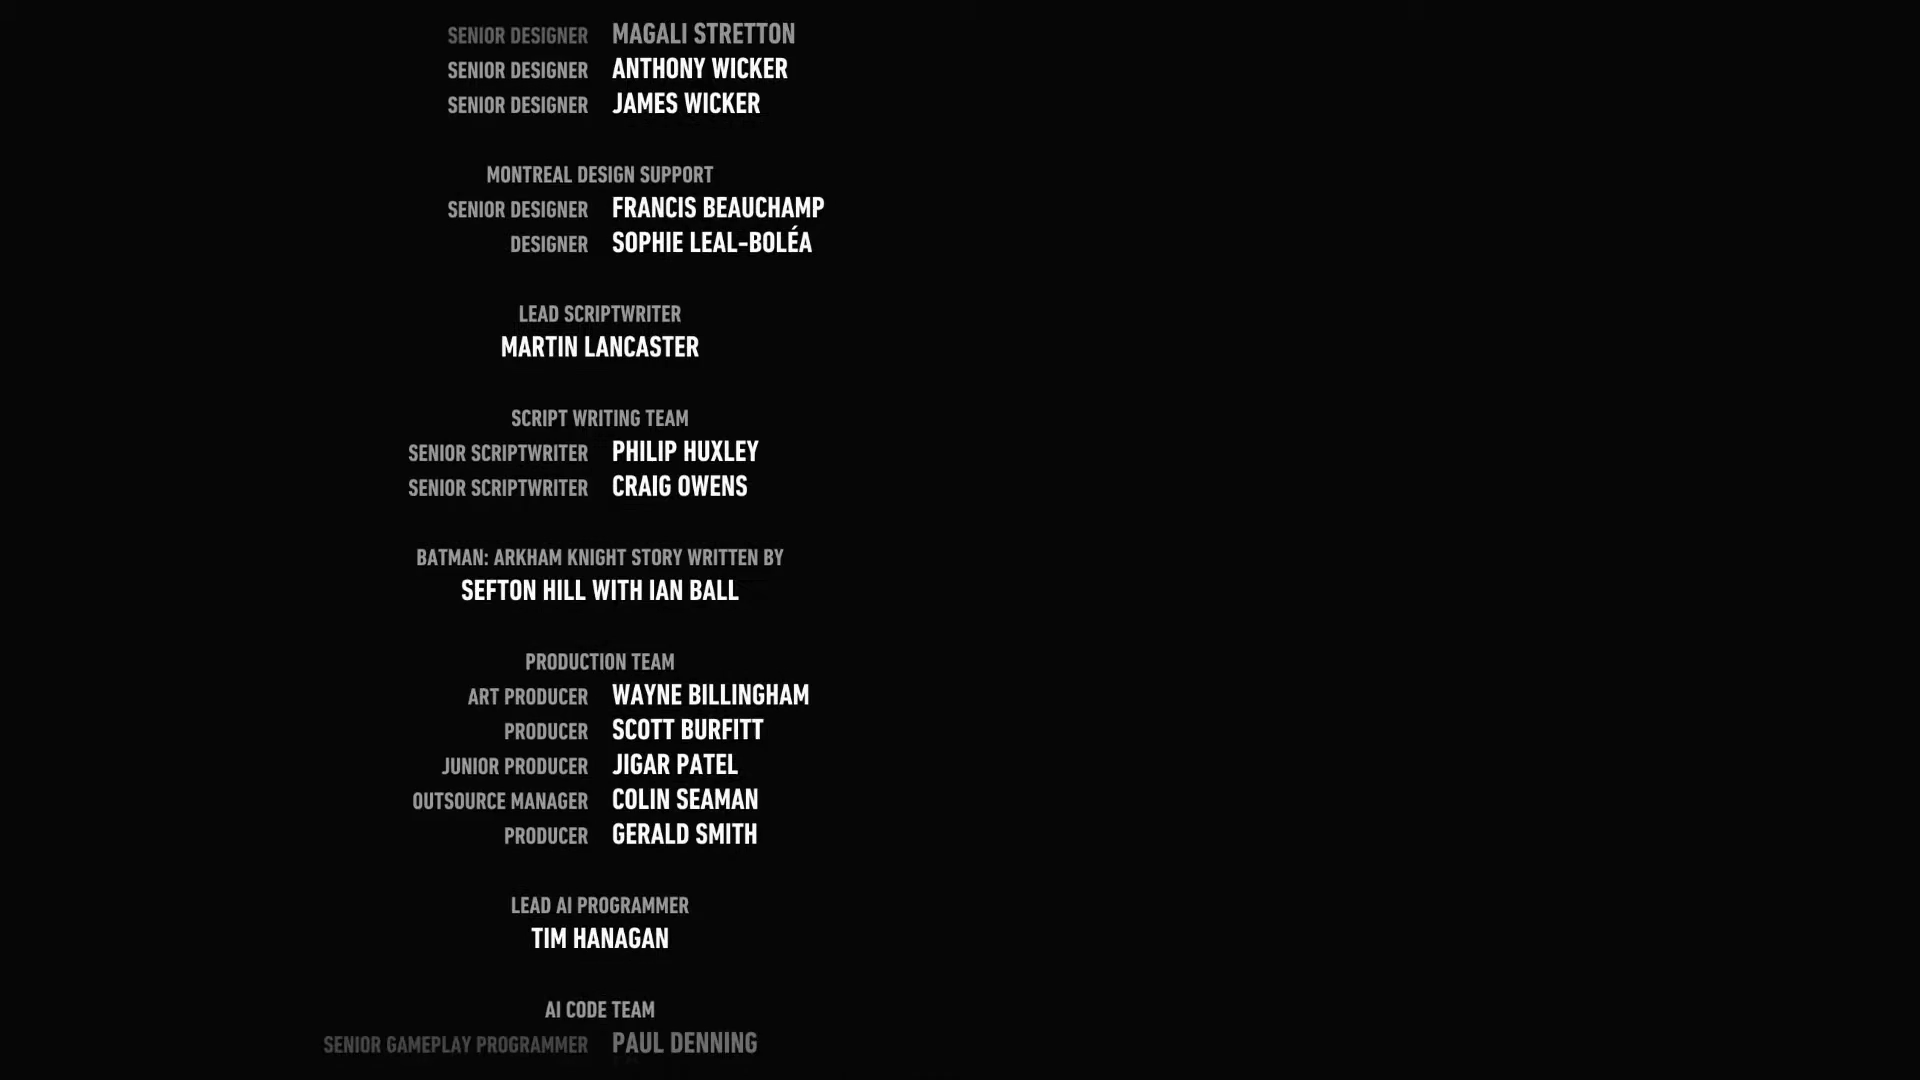 SENIOR DESIGNER MAGALI STRETTON
SENIOR DESIGNER ANTHONY WICKER
SENIOR DESIGNER JAMES WICKER
MONTREAL DESIGN SUPPORT
SENIOR DESIGNER FRANCIS BEAUCHAMP
DESIGNER SOPHIE LEAL-BOLÉA
LEAD SCRIPTWRITER
MARTIN LANCASTER
SCRIPT WRITING TEAM
SENIOR SCRIPTWRITER PHILIP HUXLEY
SENIOR SCRIPTWRITER CRAIG OWENS
BATMAN: ARKHAM KNIGHT STORY WRITTEN BY
SEFTON HILL WITH IAN BALL
PRODUCTION TEAM
ART PRODUCER WAYNE BILLINGHAM
PRODUCER SCOTT BURFITT
JUNIOR PRODUCER JIGAR PATEL
OUTSOURCE MANAGER COLIN SEAMAN
PRODUCER GERALD SMITH
LEAD AI PROGRAMMER
TIM HANAGAN
AI CODE TEAM
SENIOR GAMEPLAY PROGRAMMER PAUL DENNING